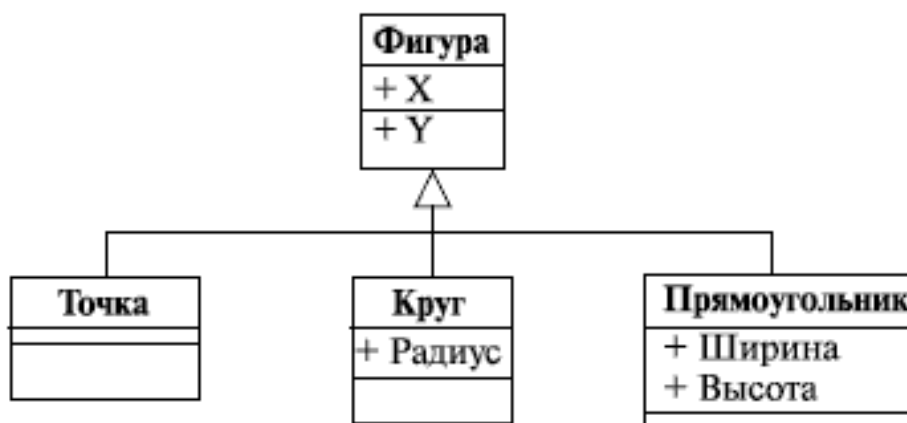 Фигура
+ X
+ Y
Точка
Круг
+ Радиус
Прямоугольник
+ Ширина
+ Высота